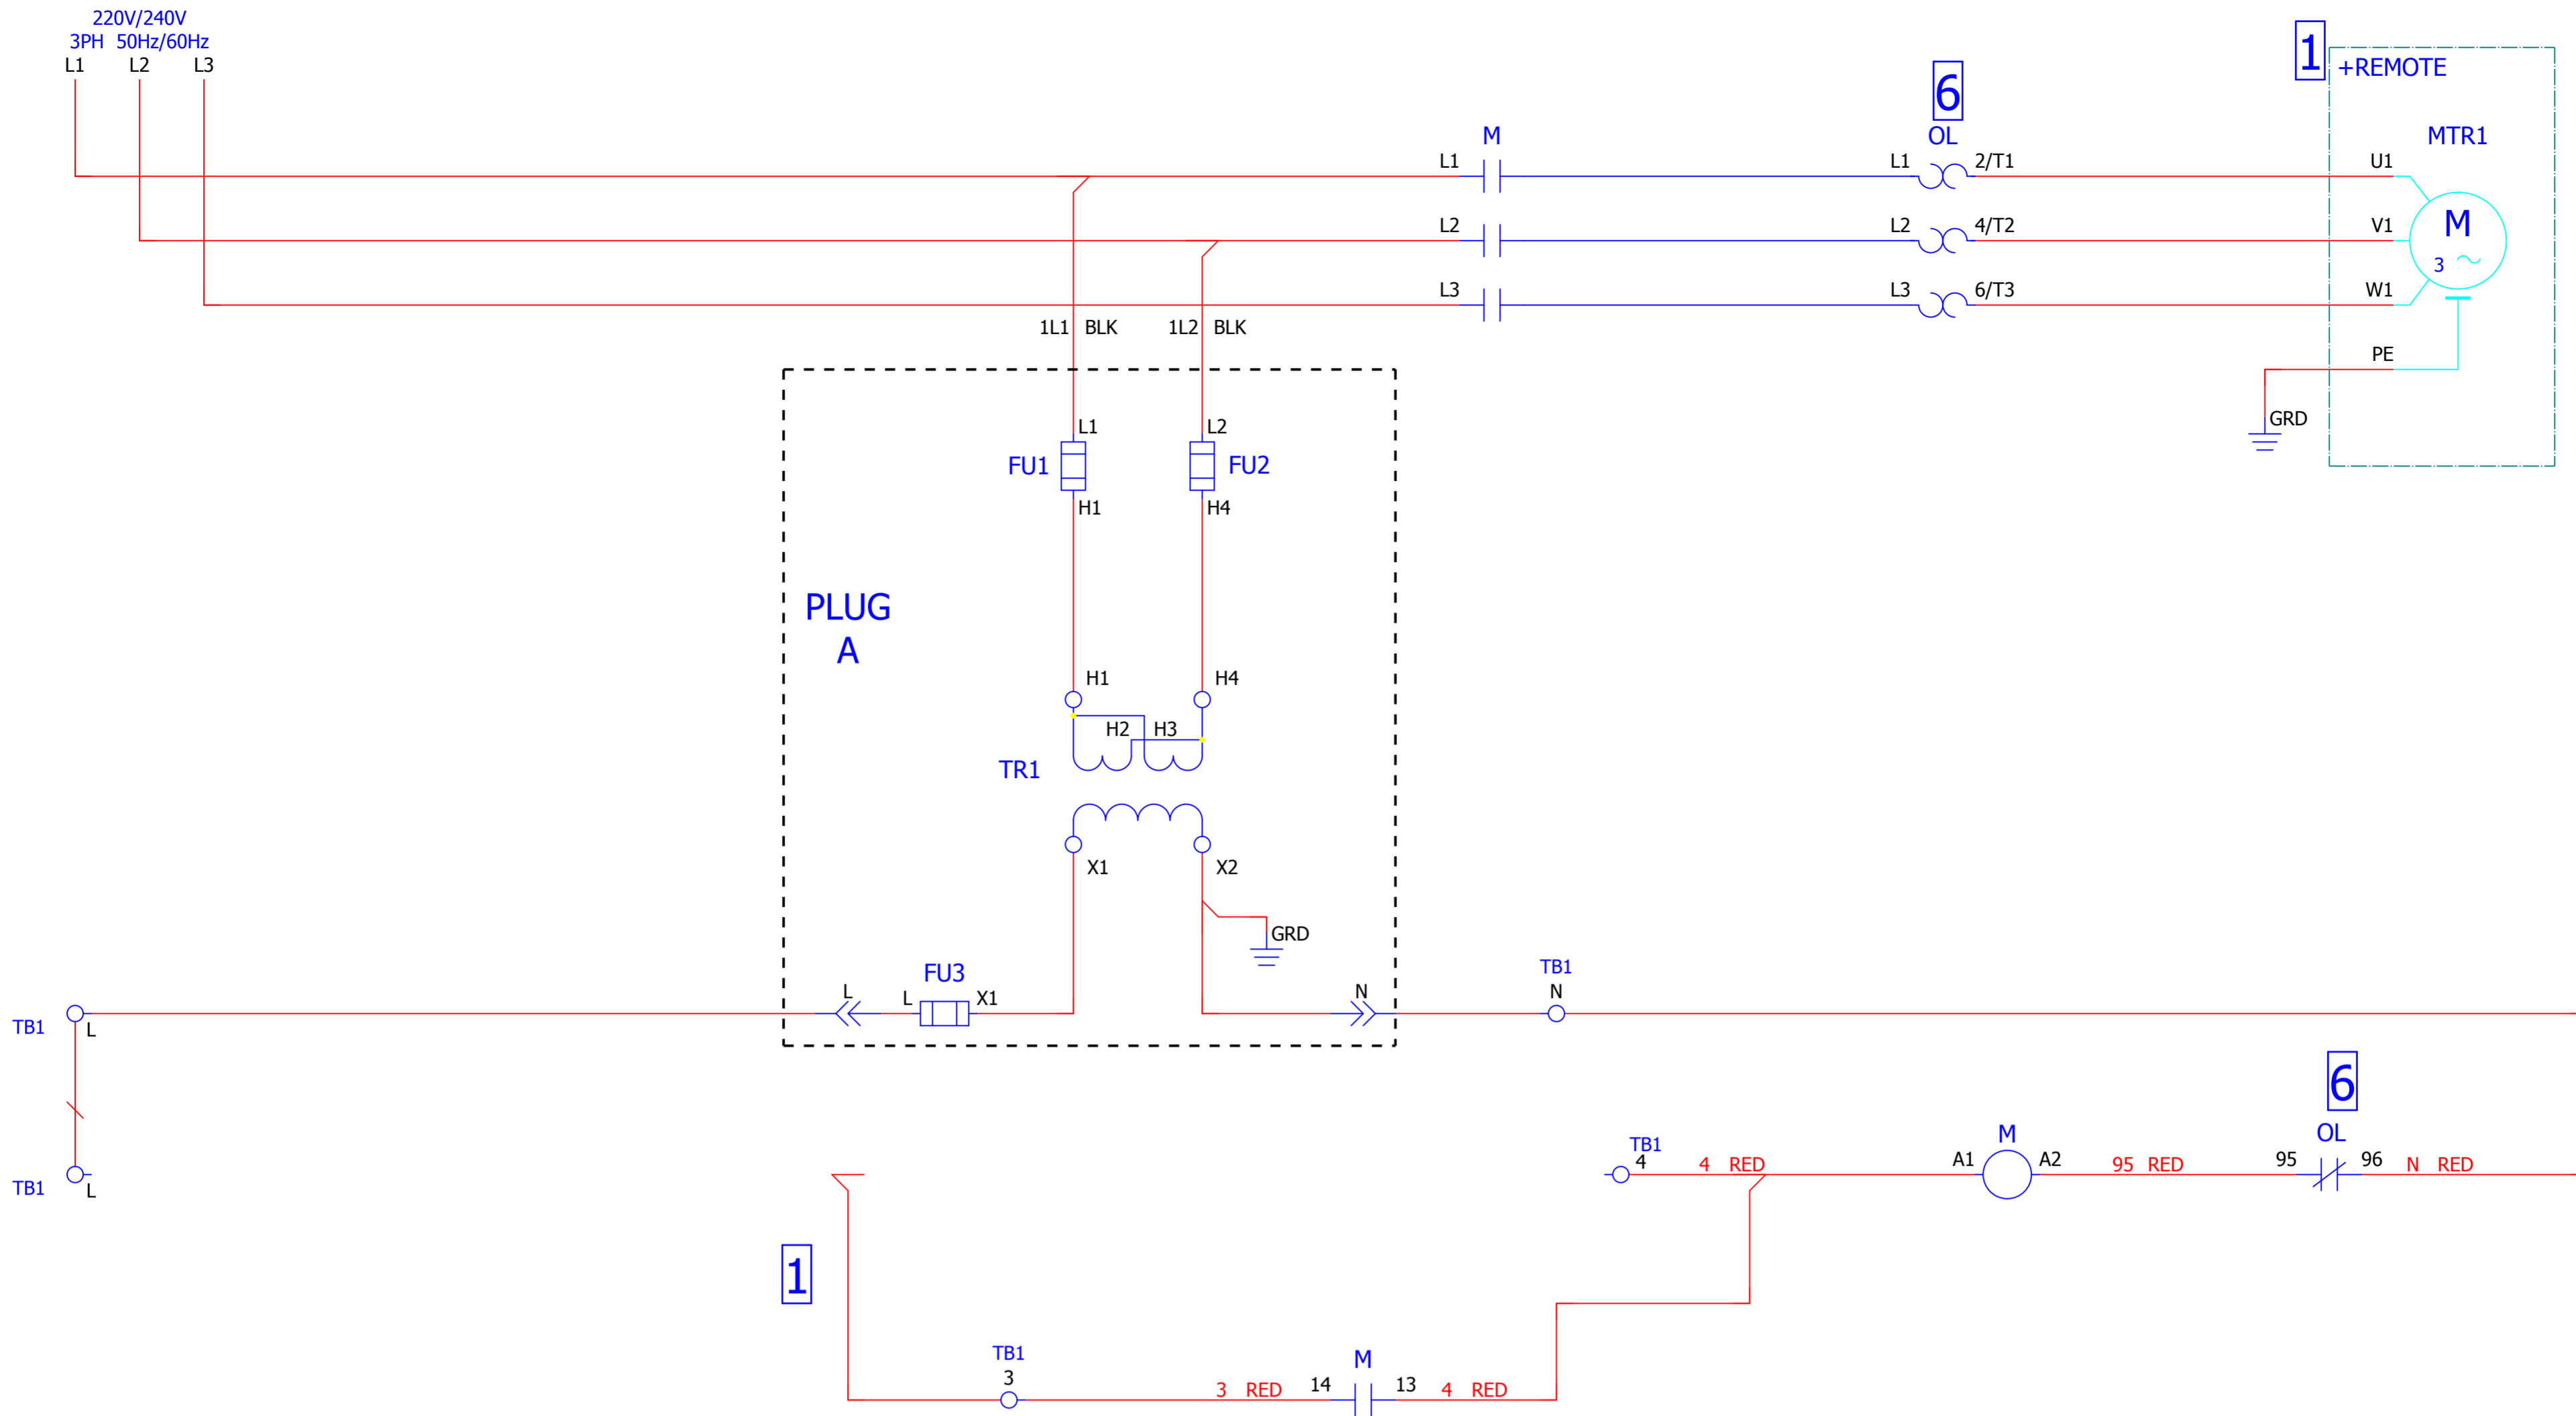 220V/240V
3PH 50Hz/60Hz
L1 L2 L3
1
+REMOTE
6
OL
M
MTR1
L1 L1 2/T1 U1
M
3
L2 L2 4/T2 V1
L3 L3 6/T3 W1
1L1 BLK 1L2 BLK
PE
GRD
L1 L2
FU1 FU2
H1 H4
PLUG
A
H1 H4
H2 H3
TR1
X1 X2
GRD
FU3
L L X1 N
TB1
N
TB1
L
6
OL
M
TB1
4 4 RED A1 A2 95 RED 95 96 N RED
TB1
L
1
TB1
3
M
3 RED 14 13 4 RED